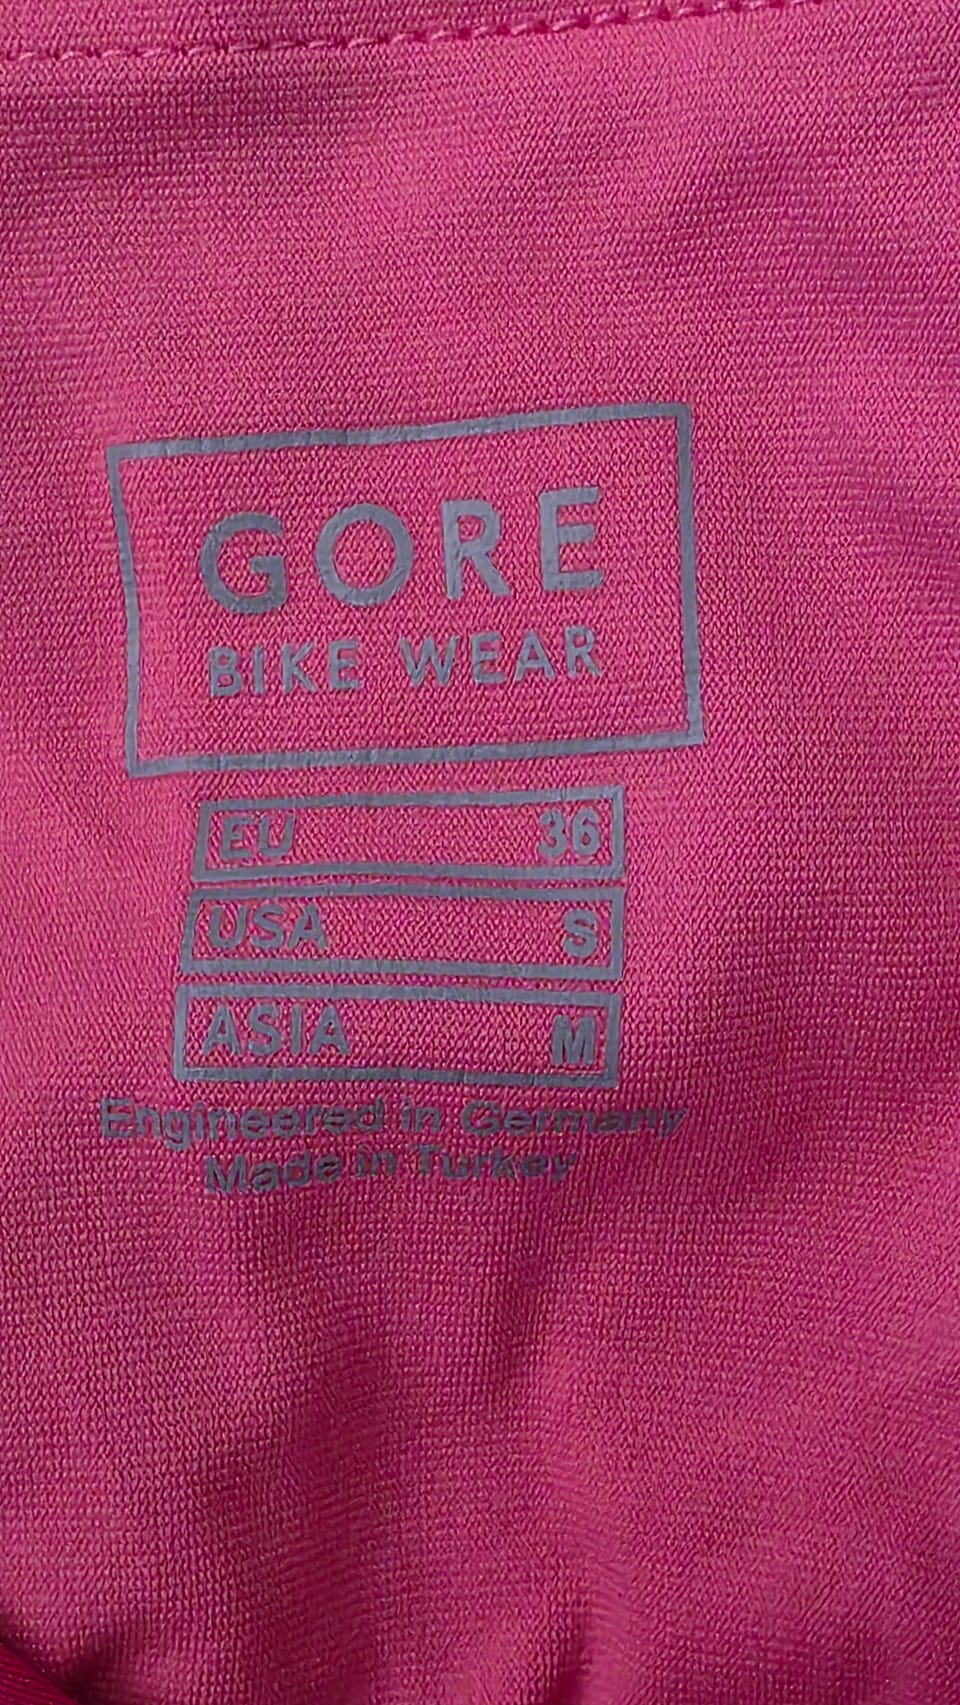 GORE
BIKE WEAR
EU 36
USA S
ASIA M
Engineered in Germany
Made in Turkey